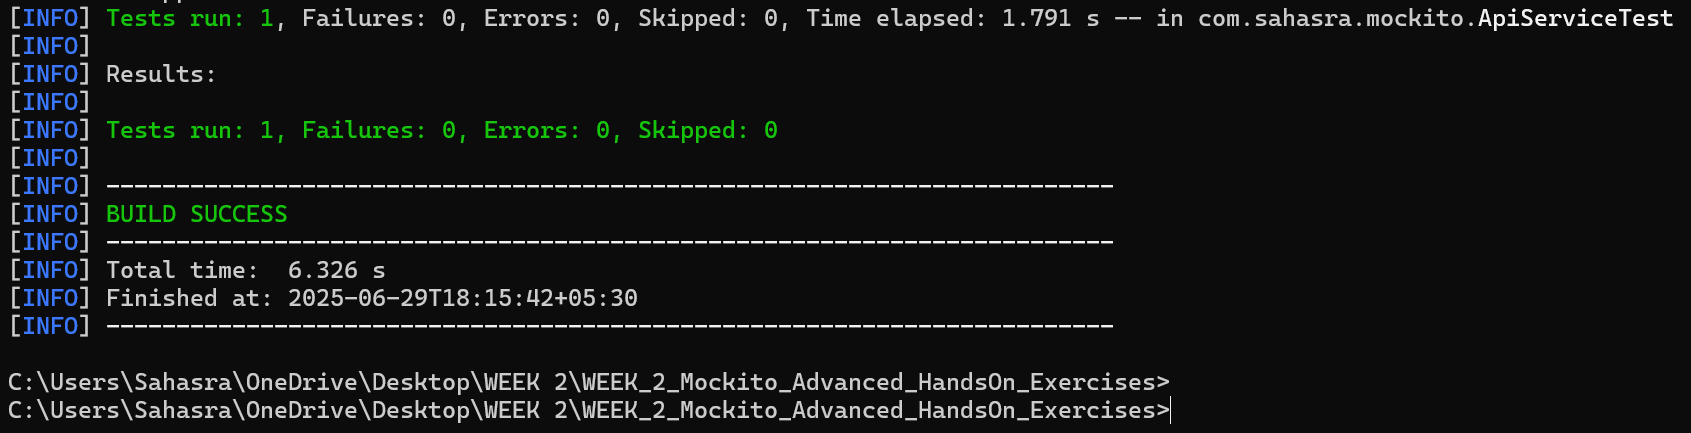 [INFO] Tests run: 1, Failures: 0, Errors: 0, Skipped: 0, Time elapsed: 1.791 s -- in com.sahasra.mockito.ApiServiceTest
[INFO]
[INFO] Results:
[INFO]
[INFO] Tests run: 1, Failures: 0, Errors: 0, Skipped: 0
[INFO]
[INFO] ------------------------------------------------------------------------
[INFO] BUILD SUCCESS
[INFO] ------------------------------------------------------------------------
[INFO] Total time:  6.326 s
[INFO] Finished at: 2025-06-29T18:15:42+05:30
[INFO] ------------------------------------------------------------------------
C:\Users\Sahasra\OneDrive\Desktop\WEEK 2\WEEK_2_Mockito_Advanced_HandsOn_Exercises>
C:\Users\Sahasra\OneDrive\Desktop\WEEK 2\WEEK_2_Mockito_Advanced_HandsOn_Exercises>